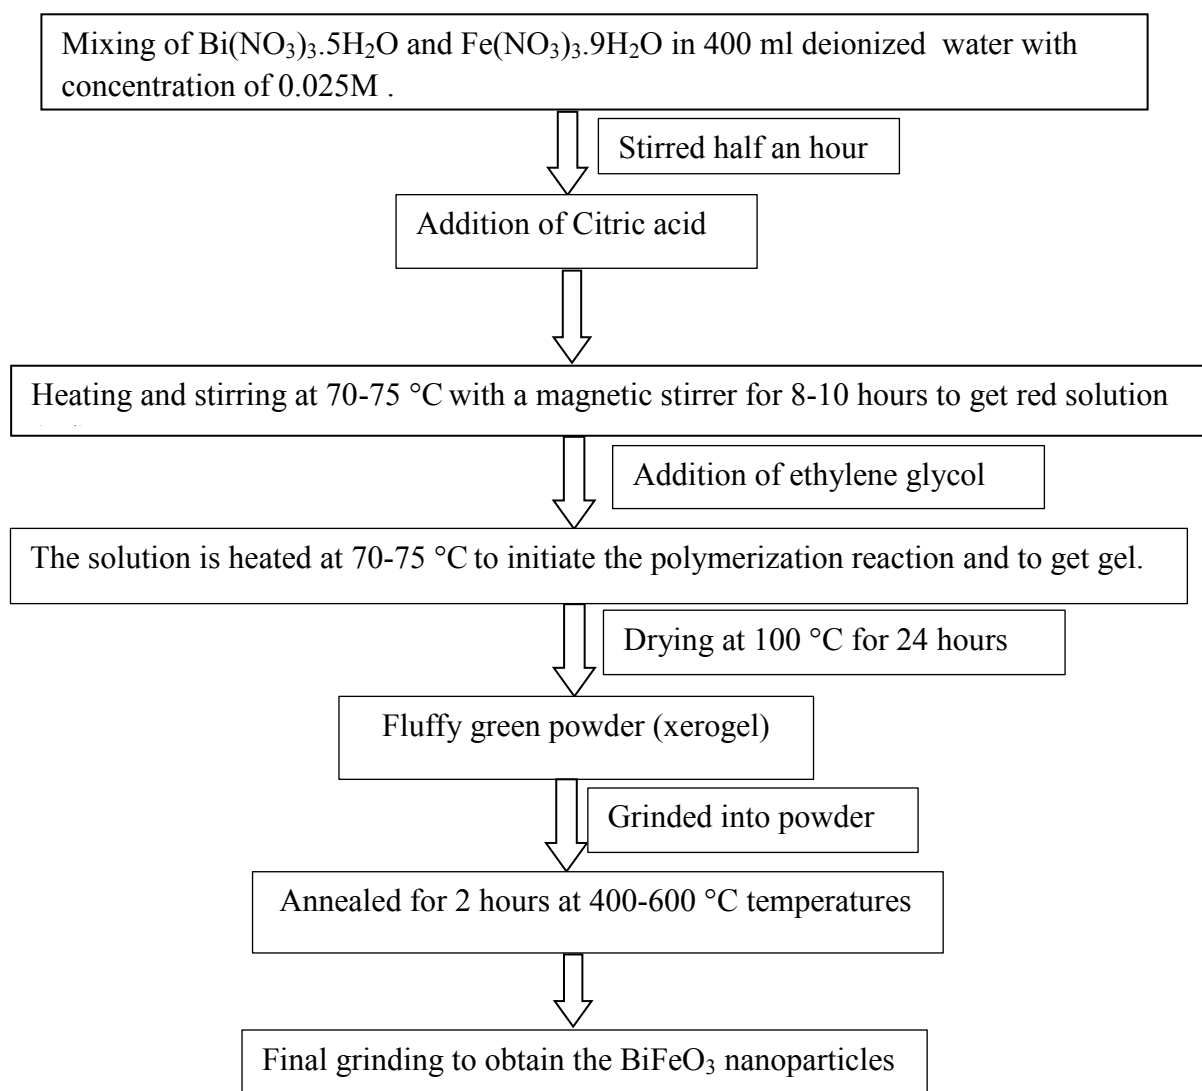 Mixing of Bi(NO₃)₃.5H₂O and Fe(NO₃)₃.9H₂O in 400 ml deionized water with
concentration of 0.025M .
Stirred half an hour
Addition of Citric acid
Heating and stirring at 70-75 °C with a magnetic stirrer for 8-10 hours to get red solution
Addition of ethylene glycol
The solution is heated at 70-75 °C to initiate the polymerization reaction and to get gel.
Drying at 100 °C for 24 hours
Fluffy green powder (xerogel)
Grinded into powder
Annealed for 2 hours at 400-600 °C temperatures
Final grinding to obtain the BiFeO₃ nanoparticles